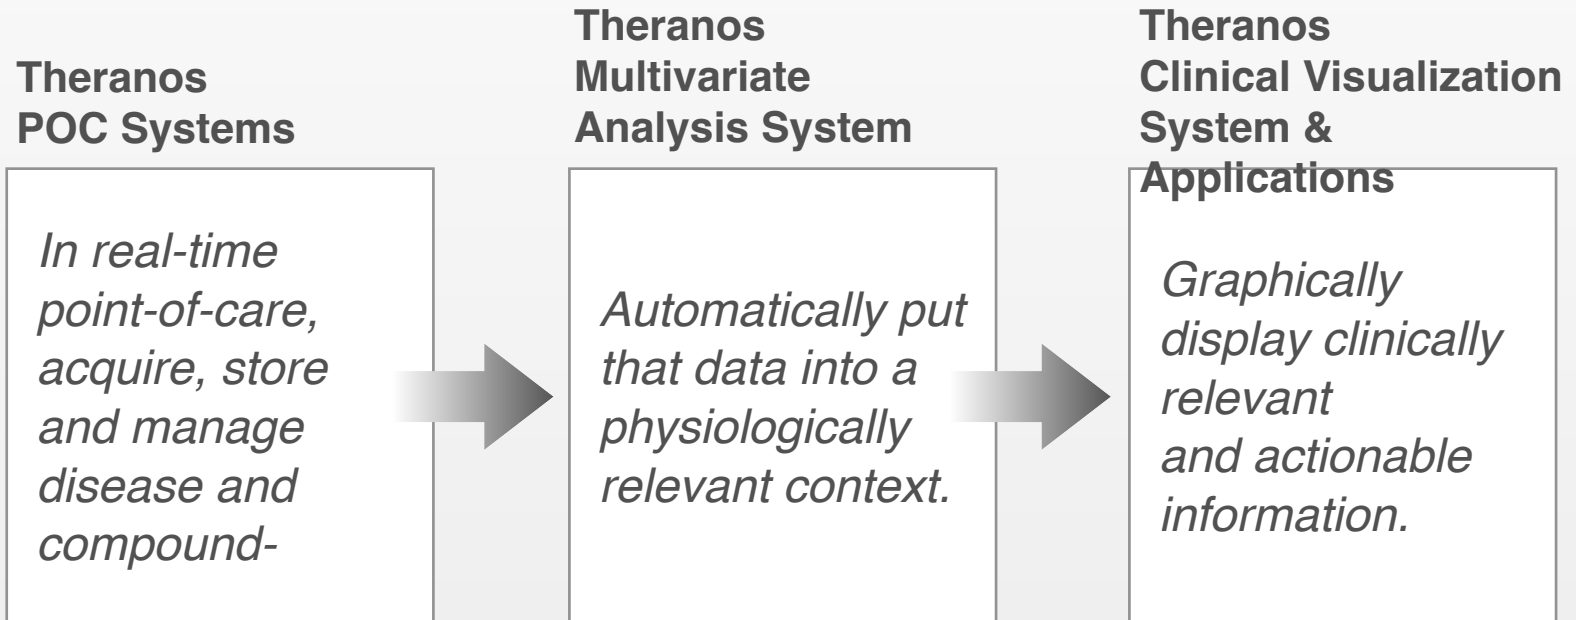 Theranos
POC Systems
In real-time
point-of-care,
acquire, store
and manage
disease and
compound-
Theranos
Multivariate
Analysis System
Automatically put
that data into a
physiologically
relevant context.
Theranos
Clinical Visualization
System &
Applications
Graphically
display clinically
relevant
and actionable
information.